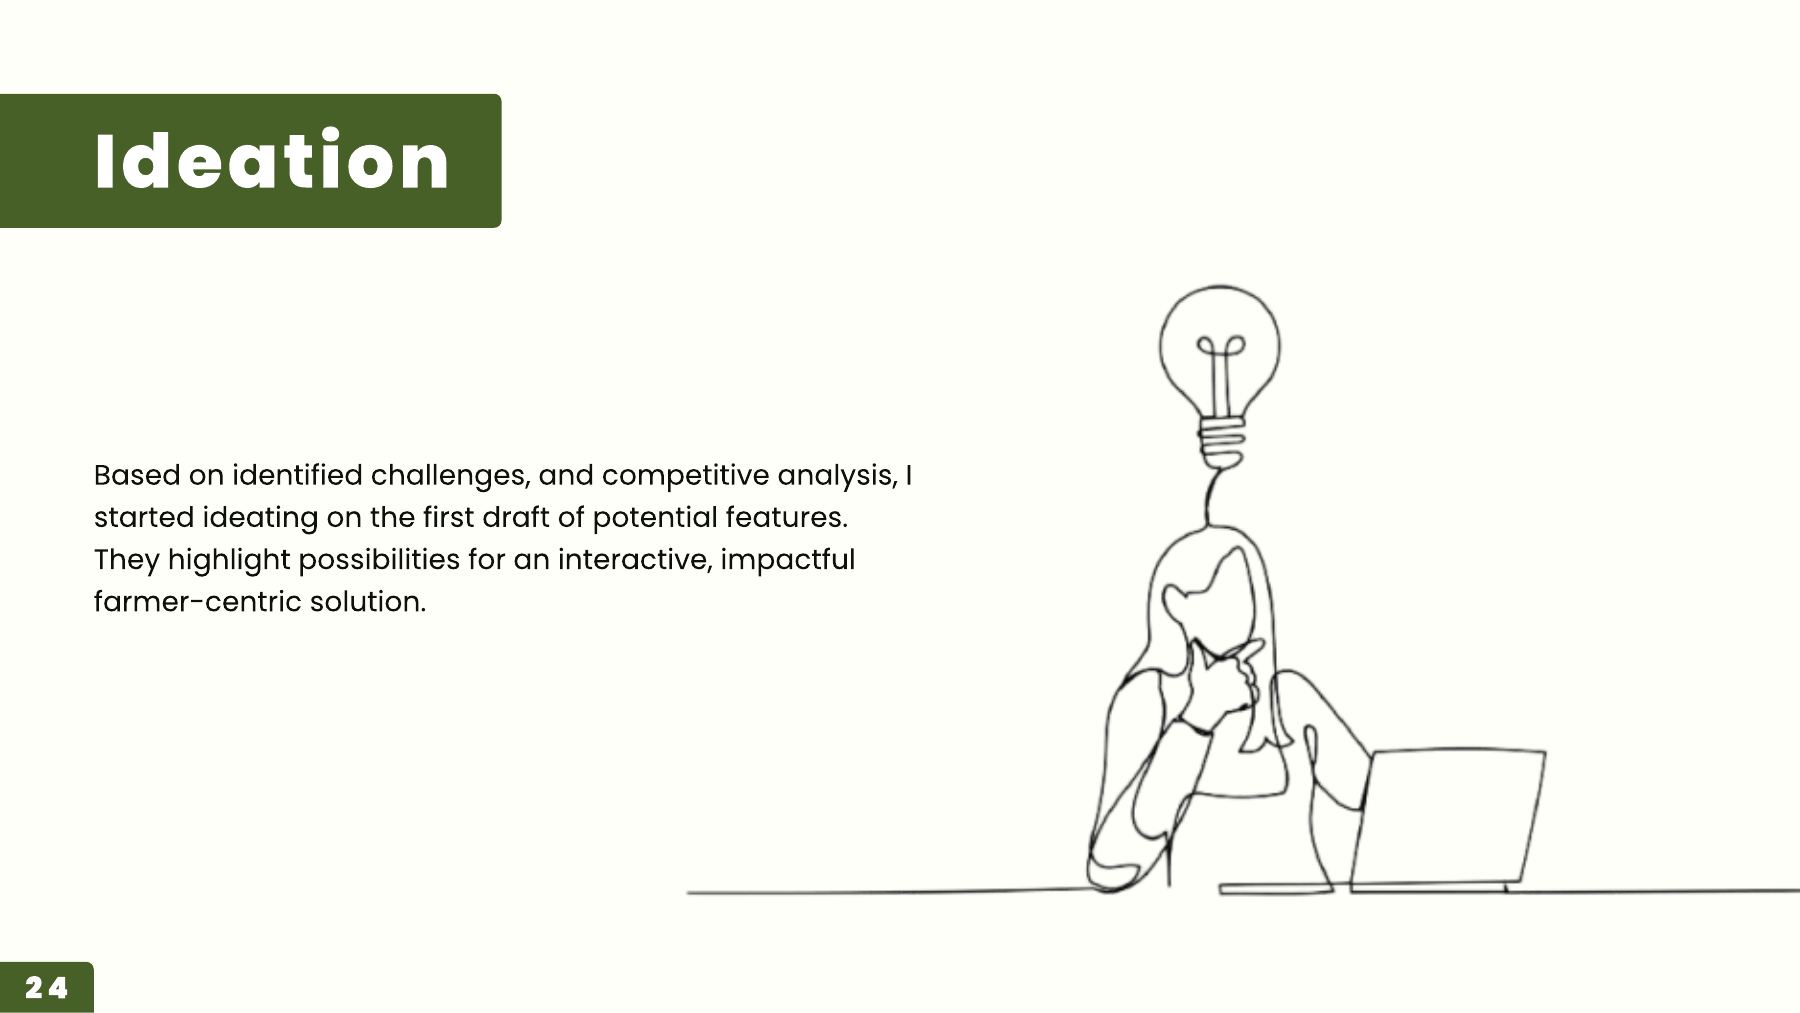 Ideation
Based on identified challenges, and competitive analysis, I
started ideating on the first draft of potential features.
They highlight possibilities for an interactive, impactful
farmer-centric solution.
24